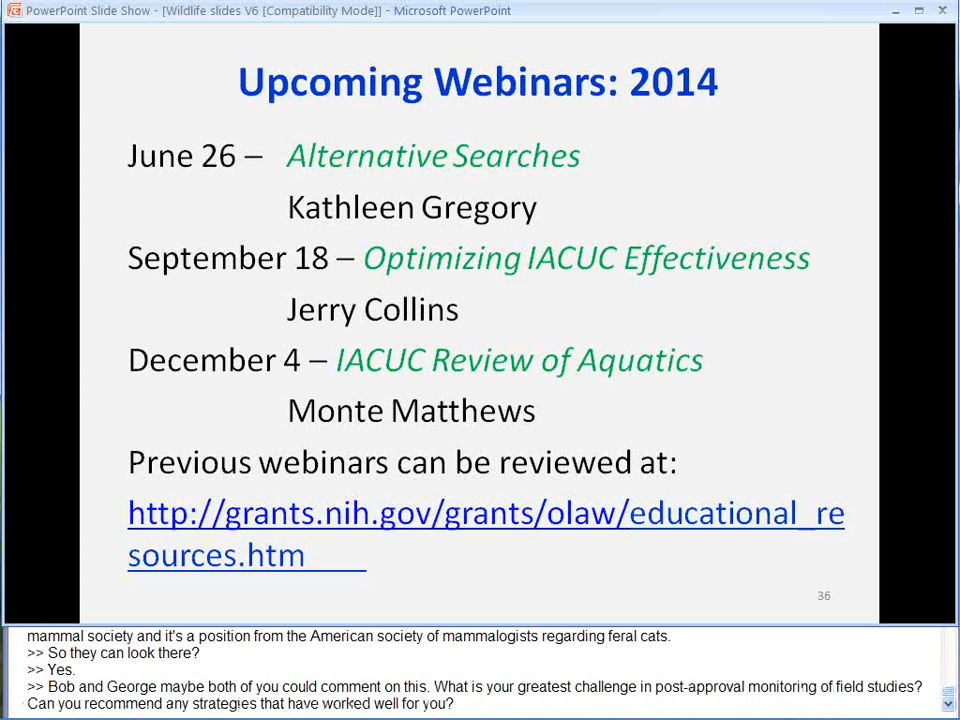 PowerPoint Slide Show - [Wildlife slides V6 [Compatibility Mode]] - Microsoft PowerPoint
Upcoming Webinars: 2014
June 26 – Alternative Searches
Kathleen Gregory
September 18 – Optimizing IACUC Effectiveness
Jerry Collins
December 4 – IACUC Review of Aquatics
Monte Matthews
Previous webinars can be reviewed at:
http://grants.nih.gov/grants/olaw/educational_re
sources.htm
36
mammal society and it's a position from the American society of mammalogists regarding feral cats.
>> So they can look there?
>> Yes.
>> Bob and George maybe both of you could comment on this. What is your greatest challenge in post-approval monitoring of field studies?
Can you recommend any strategies that have worked well for you?